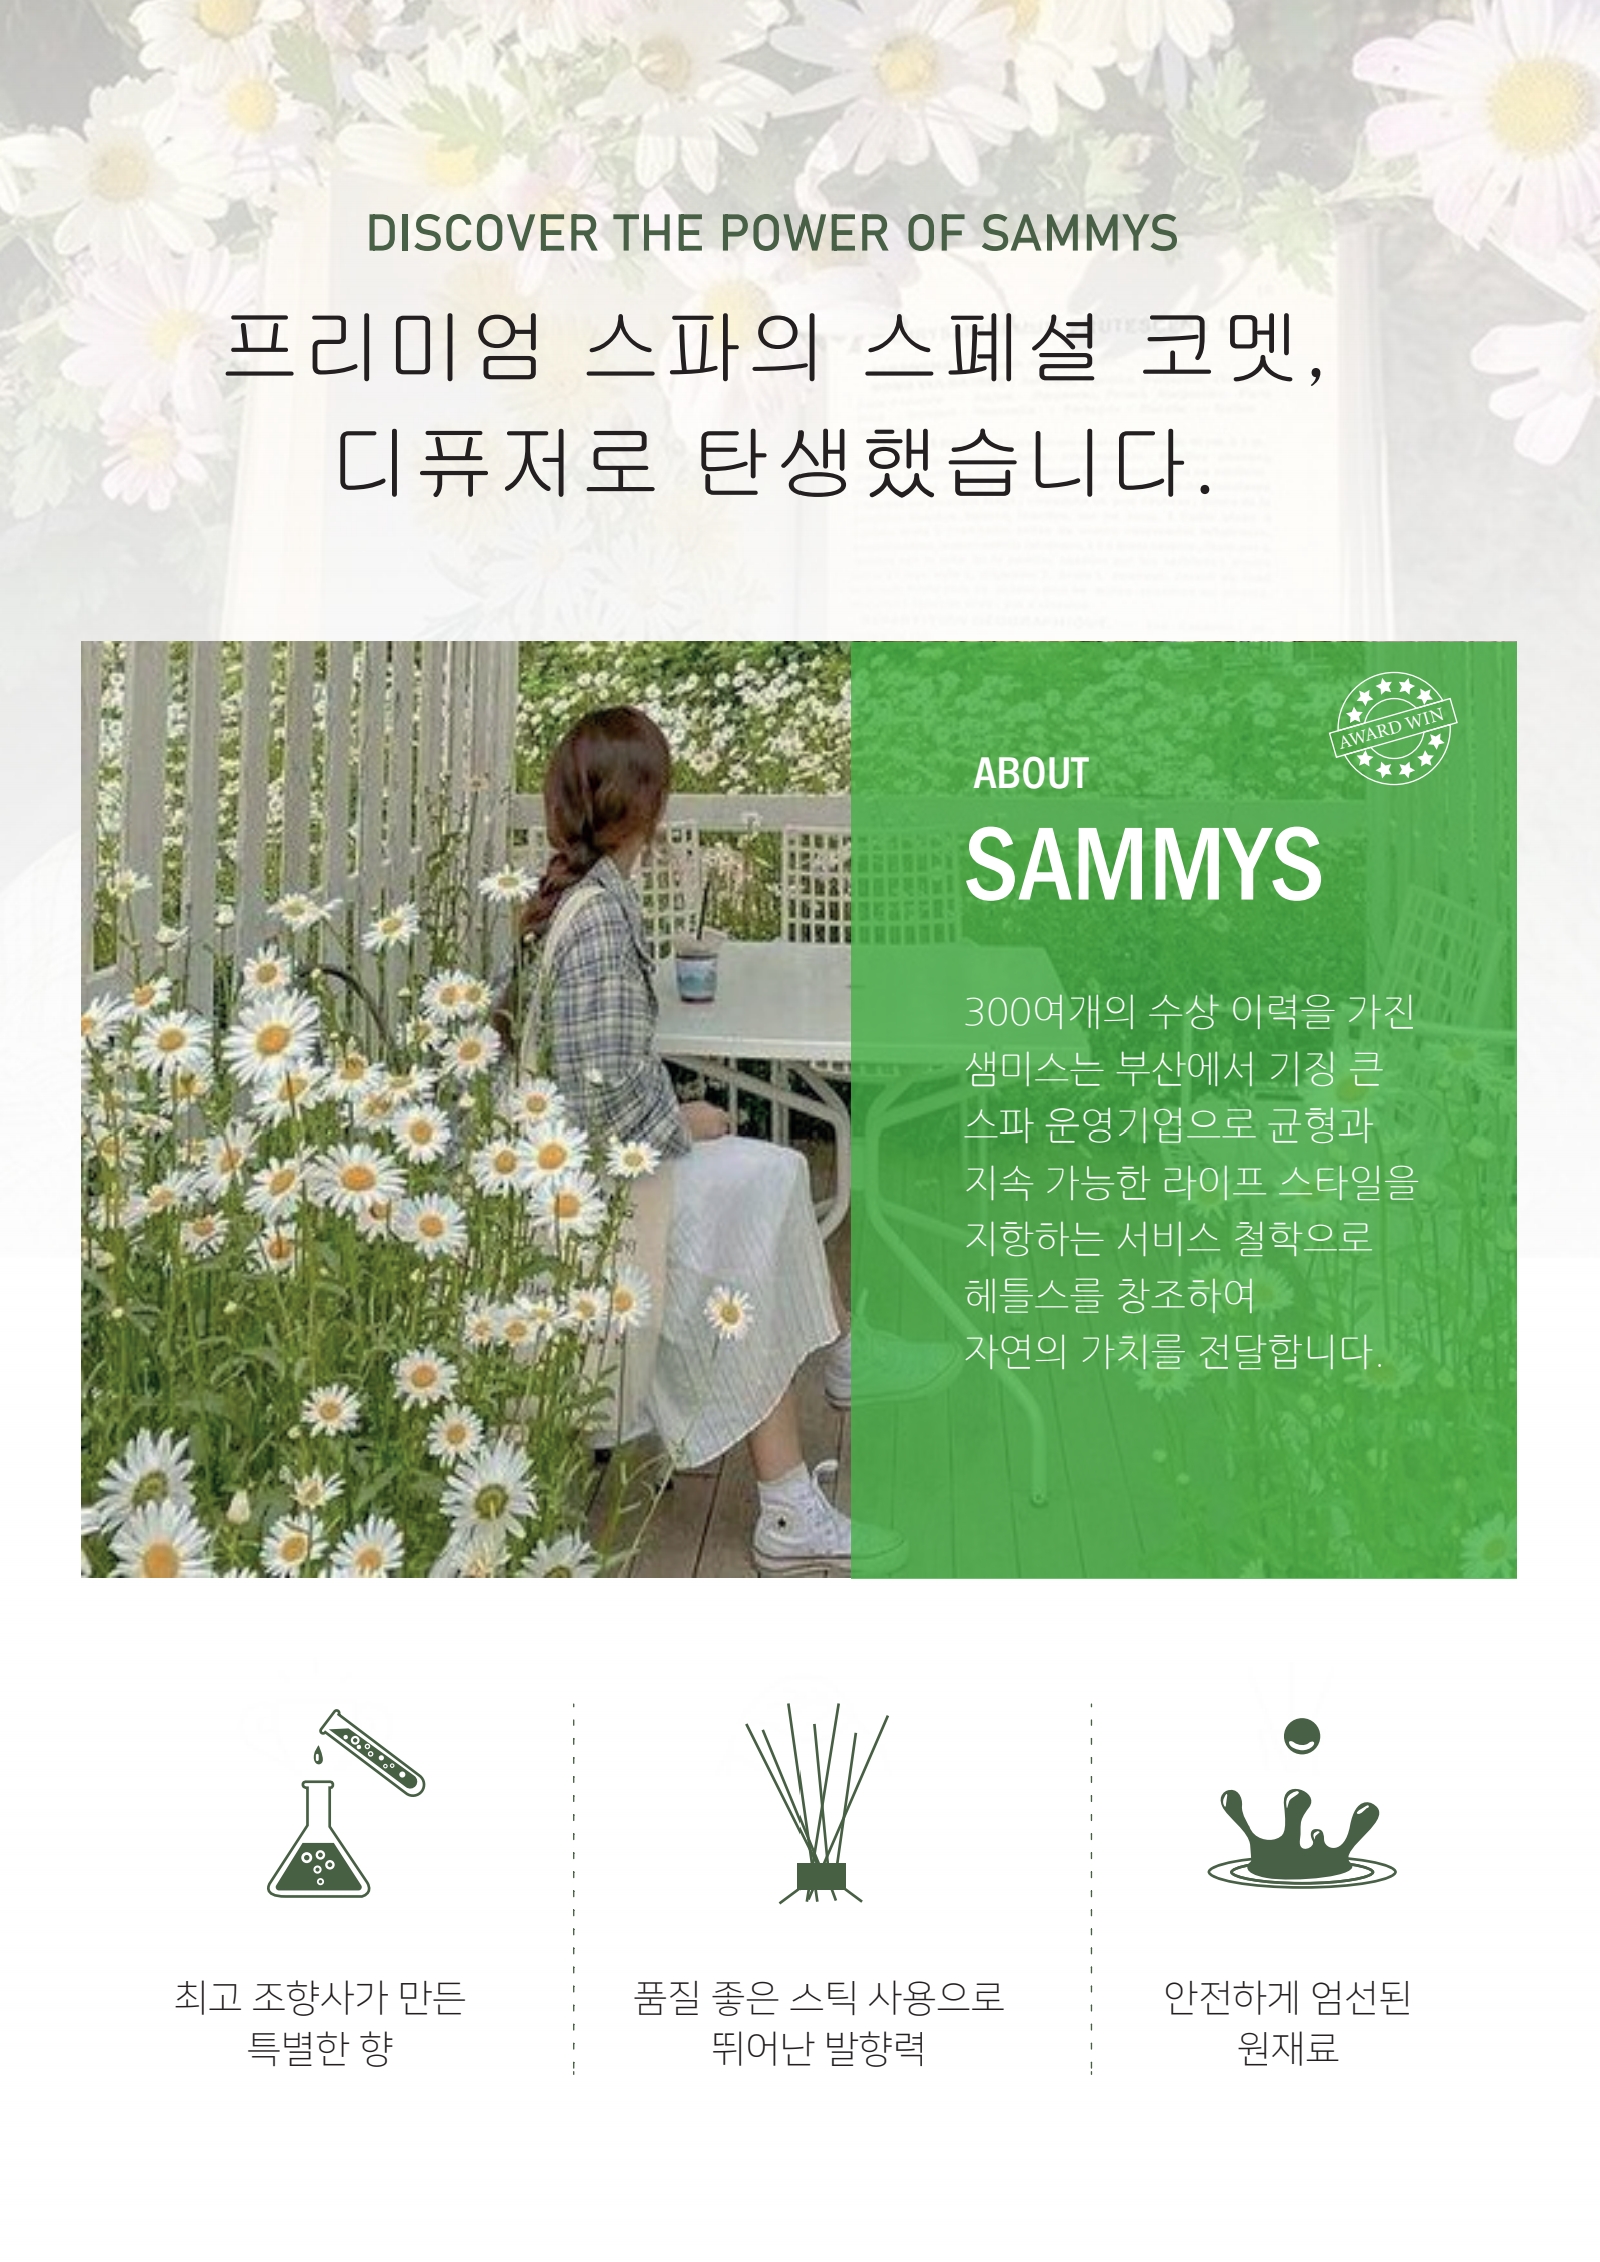 DISCOVER THE POWER OF SAMMYS
프리미엄 스파의 스폐셜 코멧,
디퓨저로 탄생했습니다.
AWARD WIN
ABOUT
SAMMYS
300여개의 수상 이력을 가진
샘미스는 부산에서 기징 큰
스파 운영기업으로 균형과
지속 가능한 라이프 스타일을
지항하는 서비스 철학으로
헤틀스를 창조하여
자연의 가치를 전달합니다.
최고 조향사가 만든
특별한 향
품질 좋은 스틱 사용으로
뛰어난 발향력
안전하게 엄선된
원재료